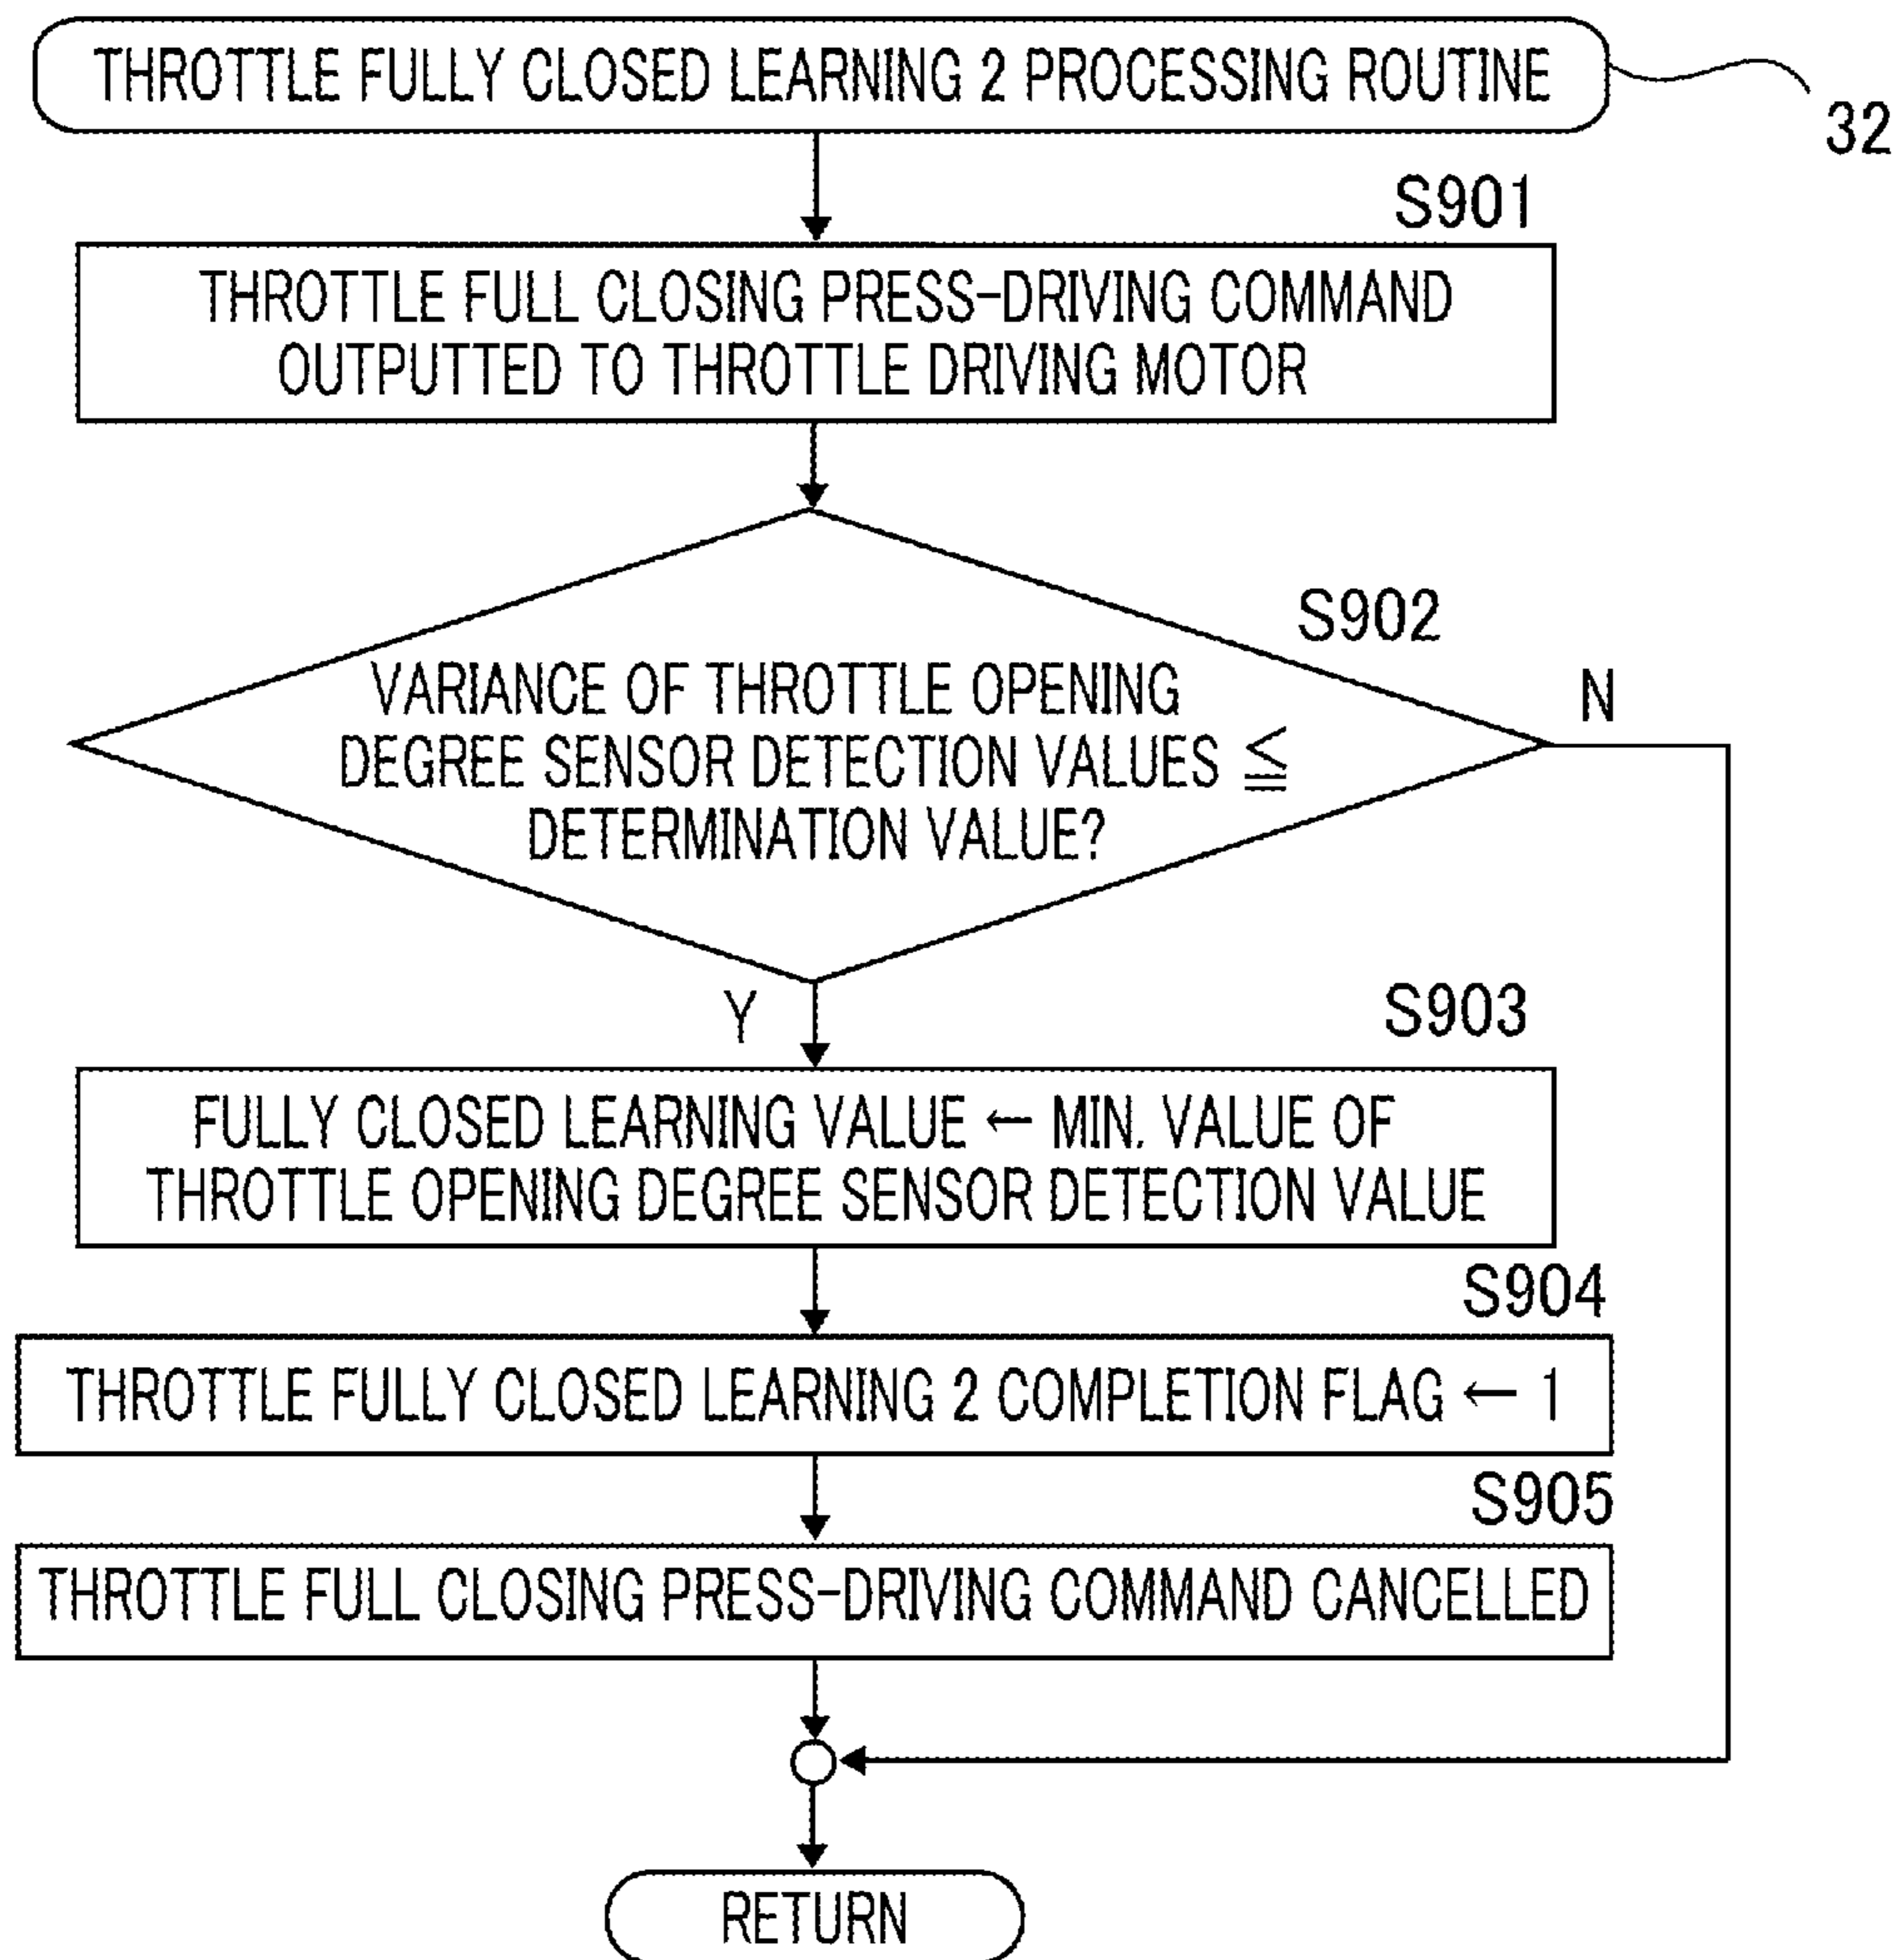 THROTTLE FULLY CLOSED LEARNING 2 PROCESSING ROUTINE
32
S901
THROTTLE FULL CLOSING PRESS-DRIVING COMMAND
OUTPUTTED TO THROTTLE DRIVING MOTOR
S902
VARIANCE OF THROTTLE OPENING
DEGREE SENSOR DETECTION VALUES ≦
DETERMINATION VALUE?
N
Y
S903
FULLY CLOSED LEARNING VALUE ← MIN. VALUE OF
THROTTLE OPENING DEGREE SENSOR DETECTION VALUE
S904
THROTTLE FULLY CLOSED LEARNING 2 COMPLETION FLAG ← 1
S905
THROTTLE FULL CLOSING PRESS-DRIVING COMMAND CANCELLED
RETURN